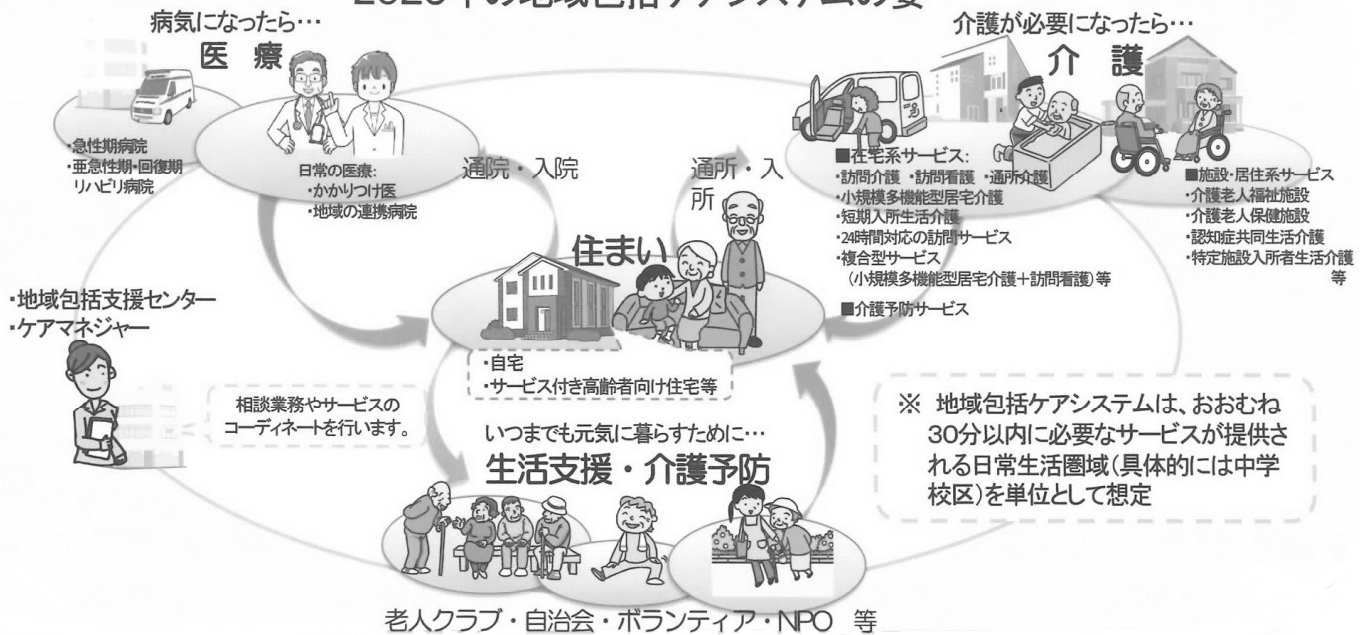 の地域包括ケアシステムの姿
病気になったら…
医 療
・急性期病院
・亜急性期・回復期
リハビリ病院
日常の医療:
・かかりつけ医
・地域の連携病院
通院・入院
通所・入
所
介護が必要になったら…
介 護
■在宅系サービス:
・訪問介護 ・訪問看護 ・通所介護
・小規模多機能型居宅介護
・短期入所生活介護
・24時間対応の訪問サービス
・複合型サービス
(小規模多機能型居宅介護+訪問看護)等
■介護予防サービス
■施設・居住系サービス
・介護老人福祉施設
・介護老人保健施設
・認知症共同生活介護
・特定施設入所者生活介護
等
住まい
・自宅
・サービス付き高齢者向け住宅等
・地域包括支援センター
・ケアマネジャー
相談業務やサービスの
コーディネートを行います。
いつまでも元気に暮らすために…
生活支援・介護予防
老人クラブ・自治会・ボランティア・NPO 等
※ 地域包括ケアシステムは、おおむね
30分以内に必要なサービスが提供さ
れる日常生活圏域(具体的には中学
校区)を単位として想定